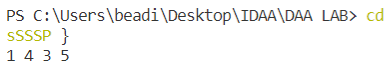 PS C:\Users\beadi\Desktop\IDAA\DAA LAB> cd
sSSSP }
1 4 3 5